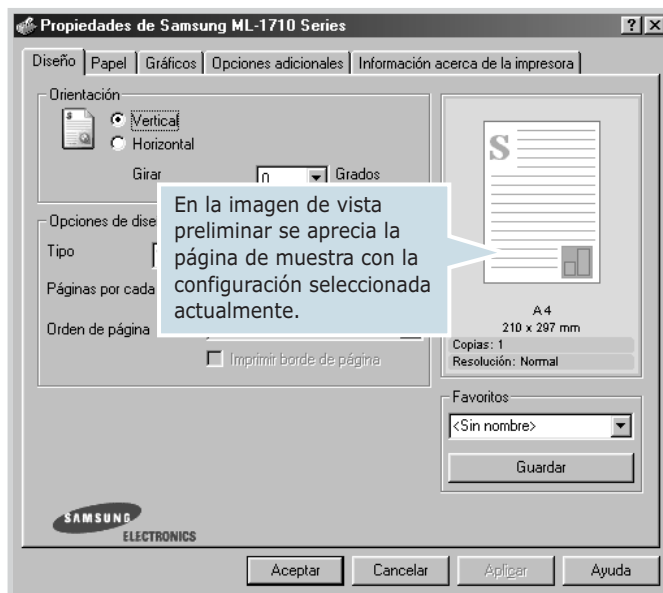 Propiedades de Samsung ML-1710 Series
Diseño Papel Gráficos Opciones adicionales Información acerca de la impresora
Orientación
Vertical
Horizontal
Girar 0 Grados
Opciones de dise
Tipo
Páginas por cada
Orden de página
Imprimir borde de página
En la imagen de vista
preliminar se aprecia la
página de muestra con la
configuración seleccionada
actualmente.
S
A4
210 x 297 mm
Copias: 1
Resolución: Normal
Favoritos
<Sin nombre>
Guardar
SAMSUNG
ELECTRONICS
Aceptar Cancelar Aplicar Ayuda